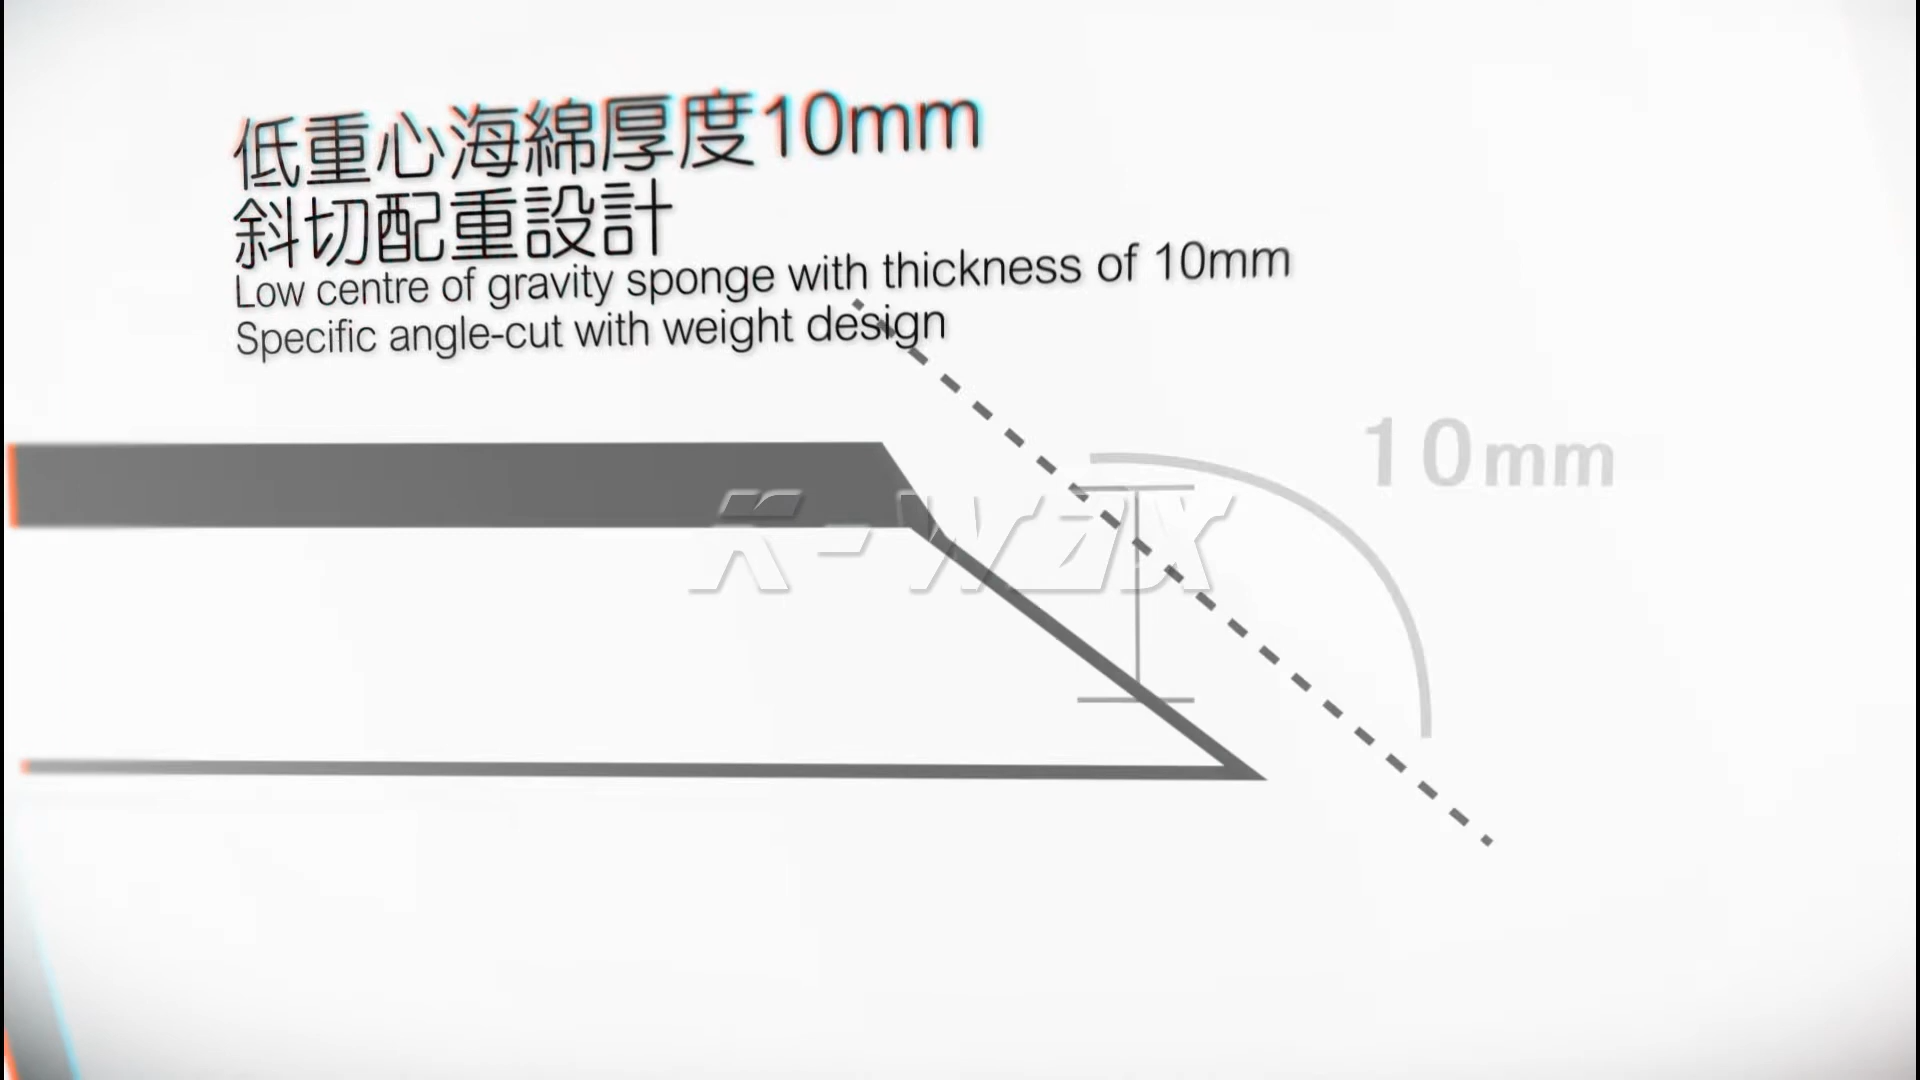 低重心海綿厚度10mm
斜切配重設計
Low centre of gravity sponge with thickness of 10mm
Specific angle-cut with weight design
10mm
K-WAX